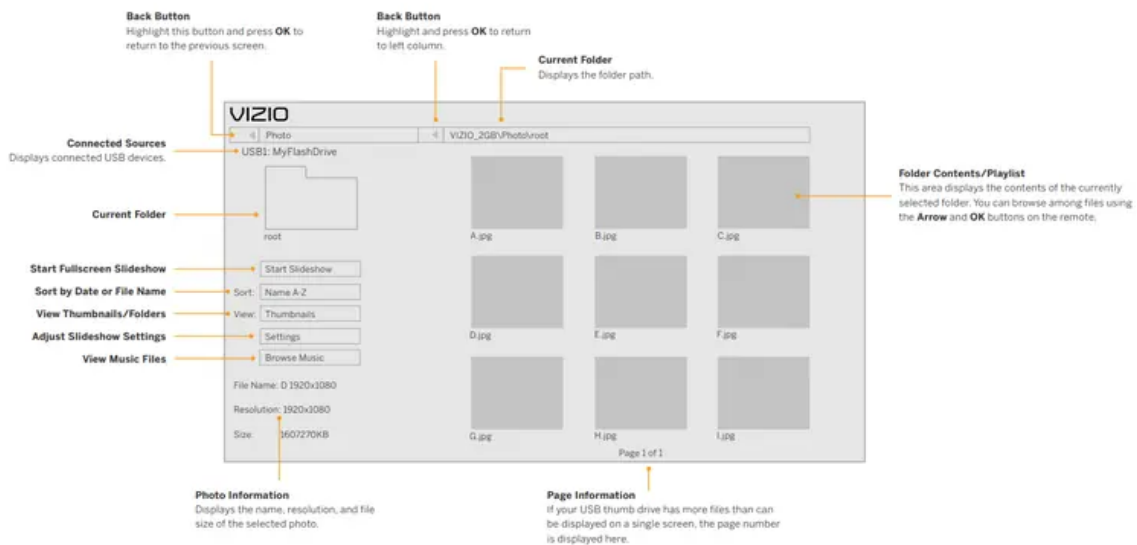 Back Button
Highlight this button and press OK to
return to the previous screen.
Back Button
Highlight and press OK to return
to left column.
Current Folder
Displays the folder path.
VIZIO
Photo
VIZIO_2GB\Photo\root
Connected Sources
Displays connected USB devices.
USB1: MyFlashDrive
Current Folder
root
A.jpg
B.jpg
C.jpg
Folder Contents/Playlist
This area displays the contents of the currently
selected folder. You can browse among files using
the Arrow and OK buttons on the remote.
Start Fullscreen Slideshow
Start Slideshow
Sort by Date or File Name
Sort: Name A-Z
View Thumbnails/Folders
View: Thumbnails
Adjust Slideshow Settings
Settings
View Music Files
Browse Music
D.jpg
E.jpg
F.jpg
File Name: D 1920x1080
Resolution: 1920x1080
Size: 1607270KB
G.jpg
H.jpg
I.jpg
Page 1 of 1
Photo Information
Displays the name, resolution, and file
size of the selected photo.
Page Information
If your USB thumb drive has more files than can
be displayed on a single screen, the page number
is displayed here.